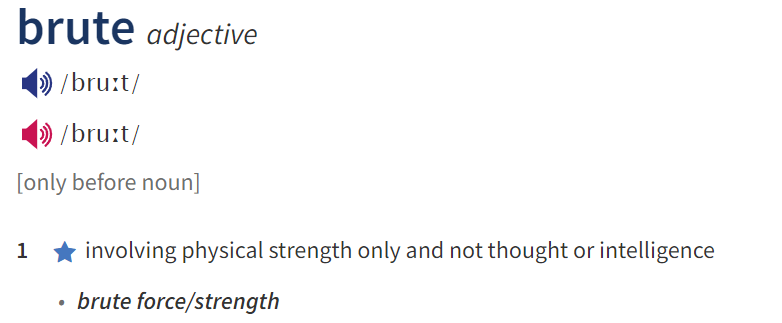 brute adjective
/bruːt/
/bruːt/
[only before noun]
1 involving physical strength only and not thought or intelligence
• brute force/strength